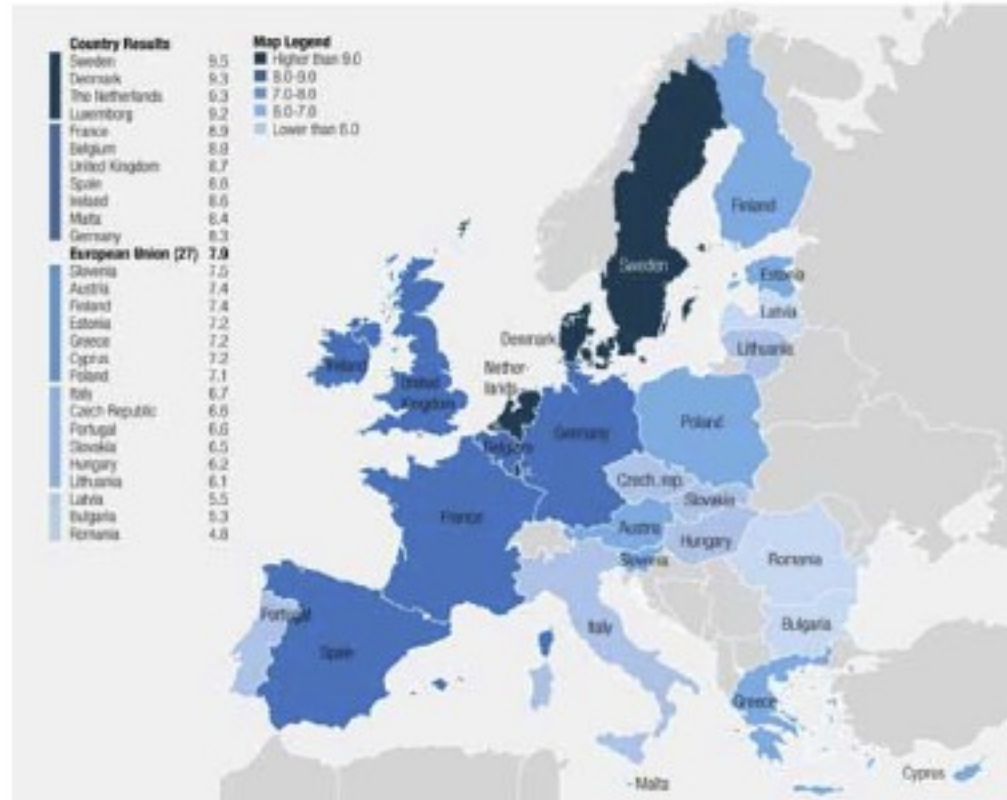 Country Results
Sweden 9.5
Denmark 9.3
The Netherlands 9.3
Luxemborg 9.2
France 8.9
Belgium 8.8
United Kingdom 8.7
Spain 8.6
Ireland 8.6
Malta 8.4
Germany 8.3
European Union (27) 7.9
Slovenia 7.5
Austria 7.4
Finland 7.4
Estonia 7.2
Greece 7.2
Cyprus 7.2
Poland 7.1
Italy 6.7
Czech Republic 6.6
Portugal 6.6
Slovakia 6.5
Hungary 6.2
Lithuania 6.1
Latvia 5.5
Bulgaria 5.3
Romania 4.8
Map Legend
Higher than 9.0
8.0-9.0
7.0-8.0
6.0-7.0
Lower than 6.0
Finland
Sweden
Estonia
Latvia
Lithuania
Denmark
Nether-
lands
Ireland
United
Kingdom
Belgium
Germany
Poland
Czech. rep.
Slovakia
France
Austria
Hungary
Slovenia
Romania
Portugal
Spain
Italy
Bulgaria
Greece
Cyprus
- Malta